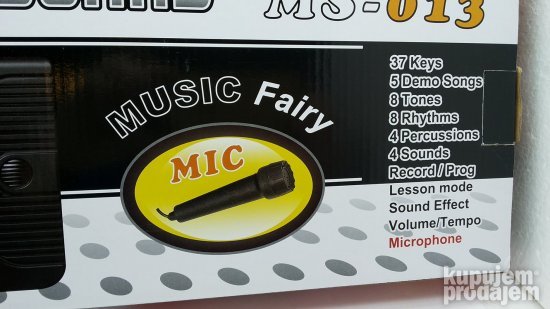 MS-013
MUSIC Fairy
MIC
37 Keys
5 Demo Songs
8 Tones
8 Rhythms
4 Percussions
4 Sounds
Record / Prog
Lesson mode
Sound Effect
Volume/Tempo
Microphone
kupujem
prodajem